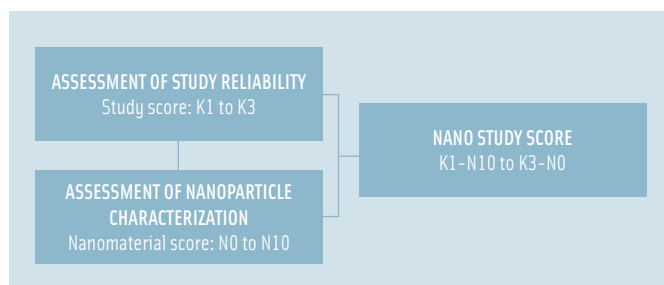 ASSESSMENT OF STUDY RELIABILITY
Study score: K1 to K3
ASSESSMENT OF NANOPARTICLE
CHARACTERIZATION
Nanomaterial score: N0 to N10
NANO STUDY SCORE
K1-N10 to K3-N0